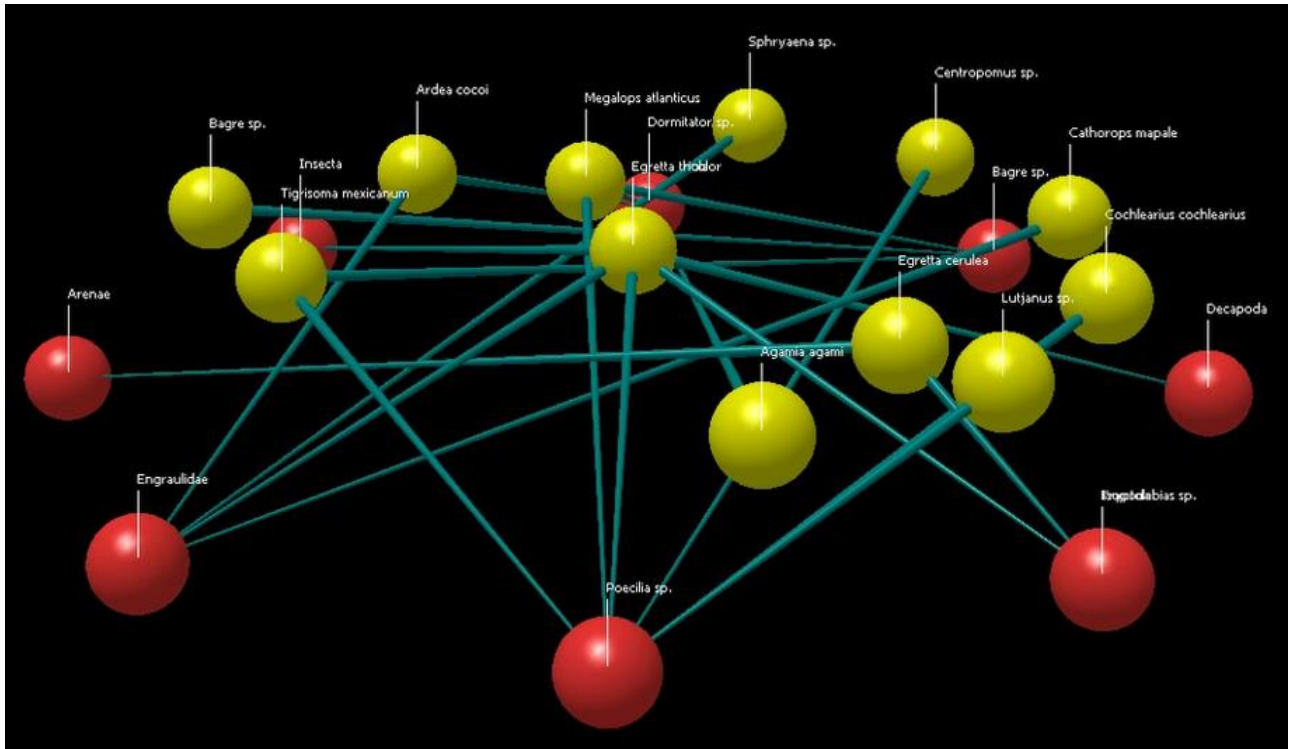 Sphryaena sp.
Centropomus sp.
Ardea cocoi
Megalops atlanticus
Bagre sp.
Dormitator sp.
Cathorops mapale
Insecta
Egretta
Bagre sp.
Tigrisoma mexicanum
Cochlearius cochlearius
Egretta cerulea
Arenae
Lutjanus sp.
Decapoda
Agamia agami
Engraulidae
sp.
Poecilia sp.